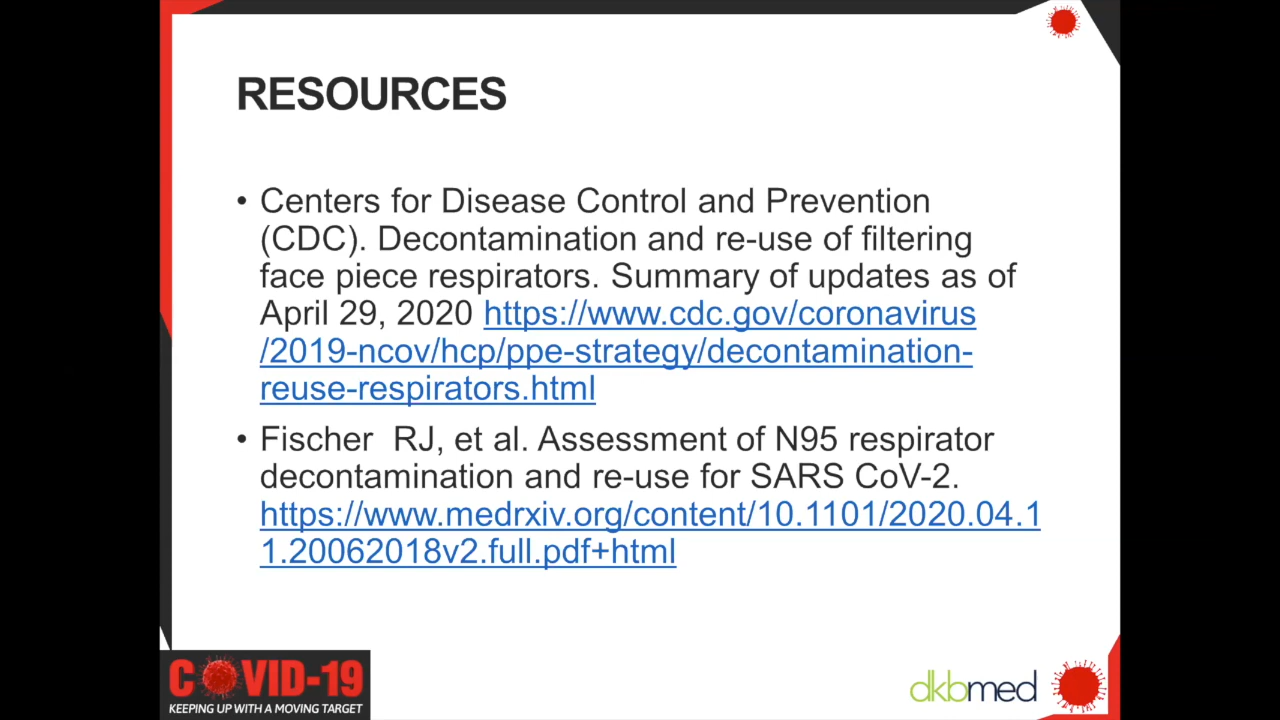 RESOURCES
• Centers for Disease Control and Prevention
(CDC). Decontamination and re-use of filtering
face piece respirators. Summary of updates as of
April 29, 2020 https://www.cdc.gov/coronavirus
/2019-ncov/hcp/ppe-strategy/decontamination-
reuse-respirators.html
• Fischer  RJ, et al. Assessment of N95 respirator
decontamination and re-use for SARS CoV-2.
https://www.medrxiv.org/content/10.1101/2020.04.1
1.20062018v2.full.pdf+html
COVID-19
KEEPING UP WITH A MOVING TARGET
dkbmed